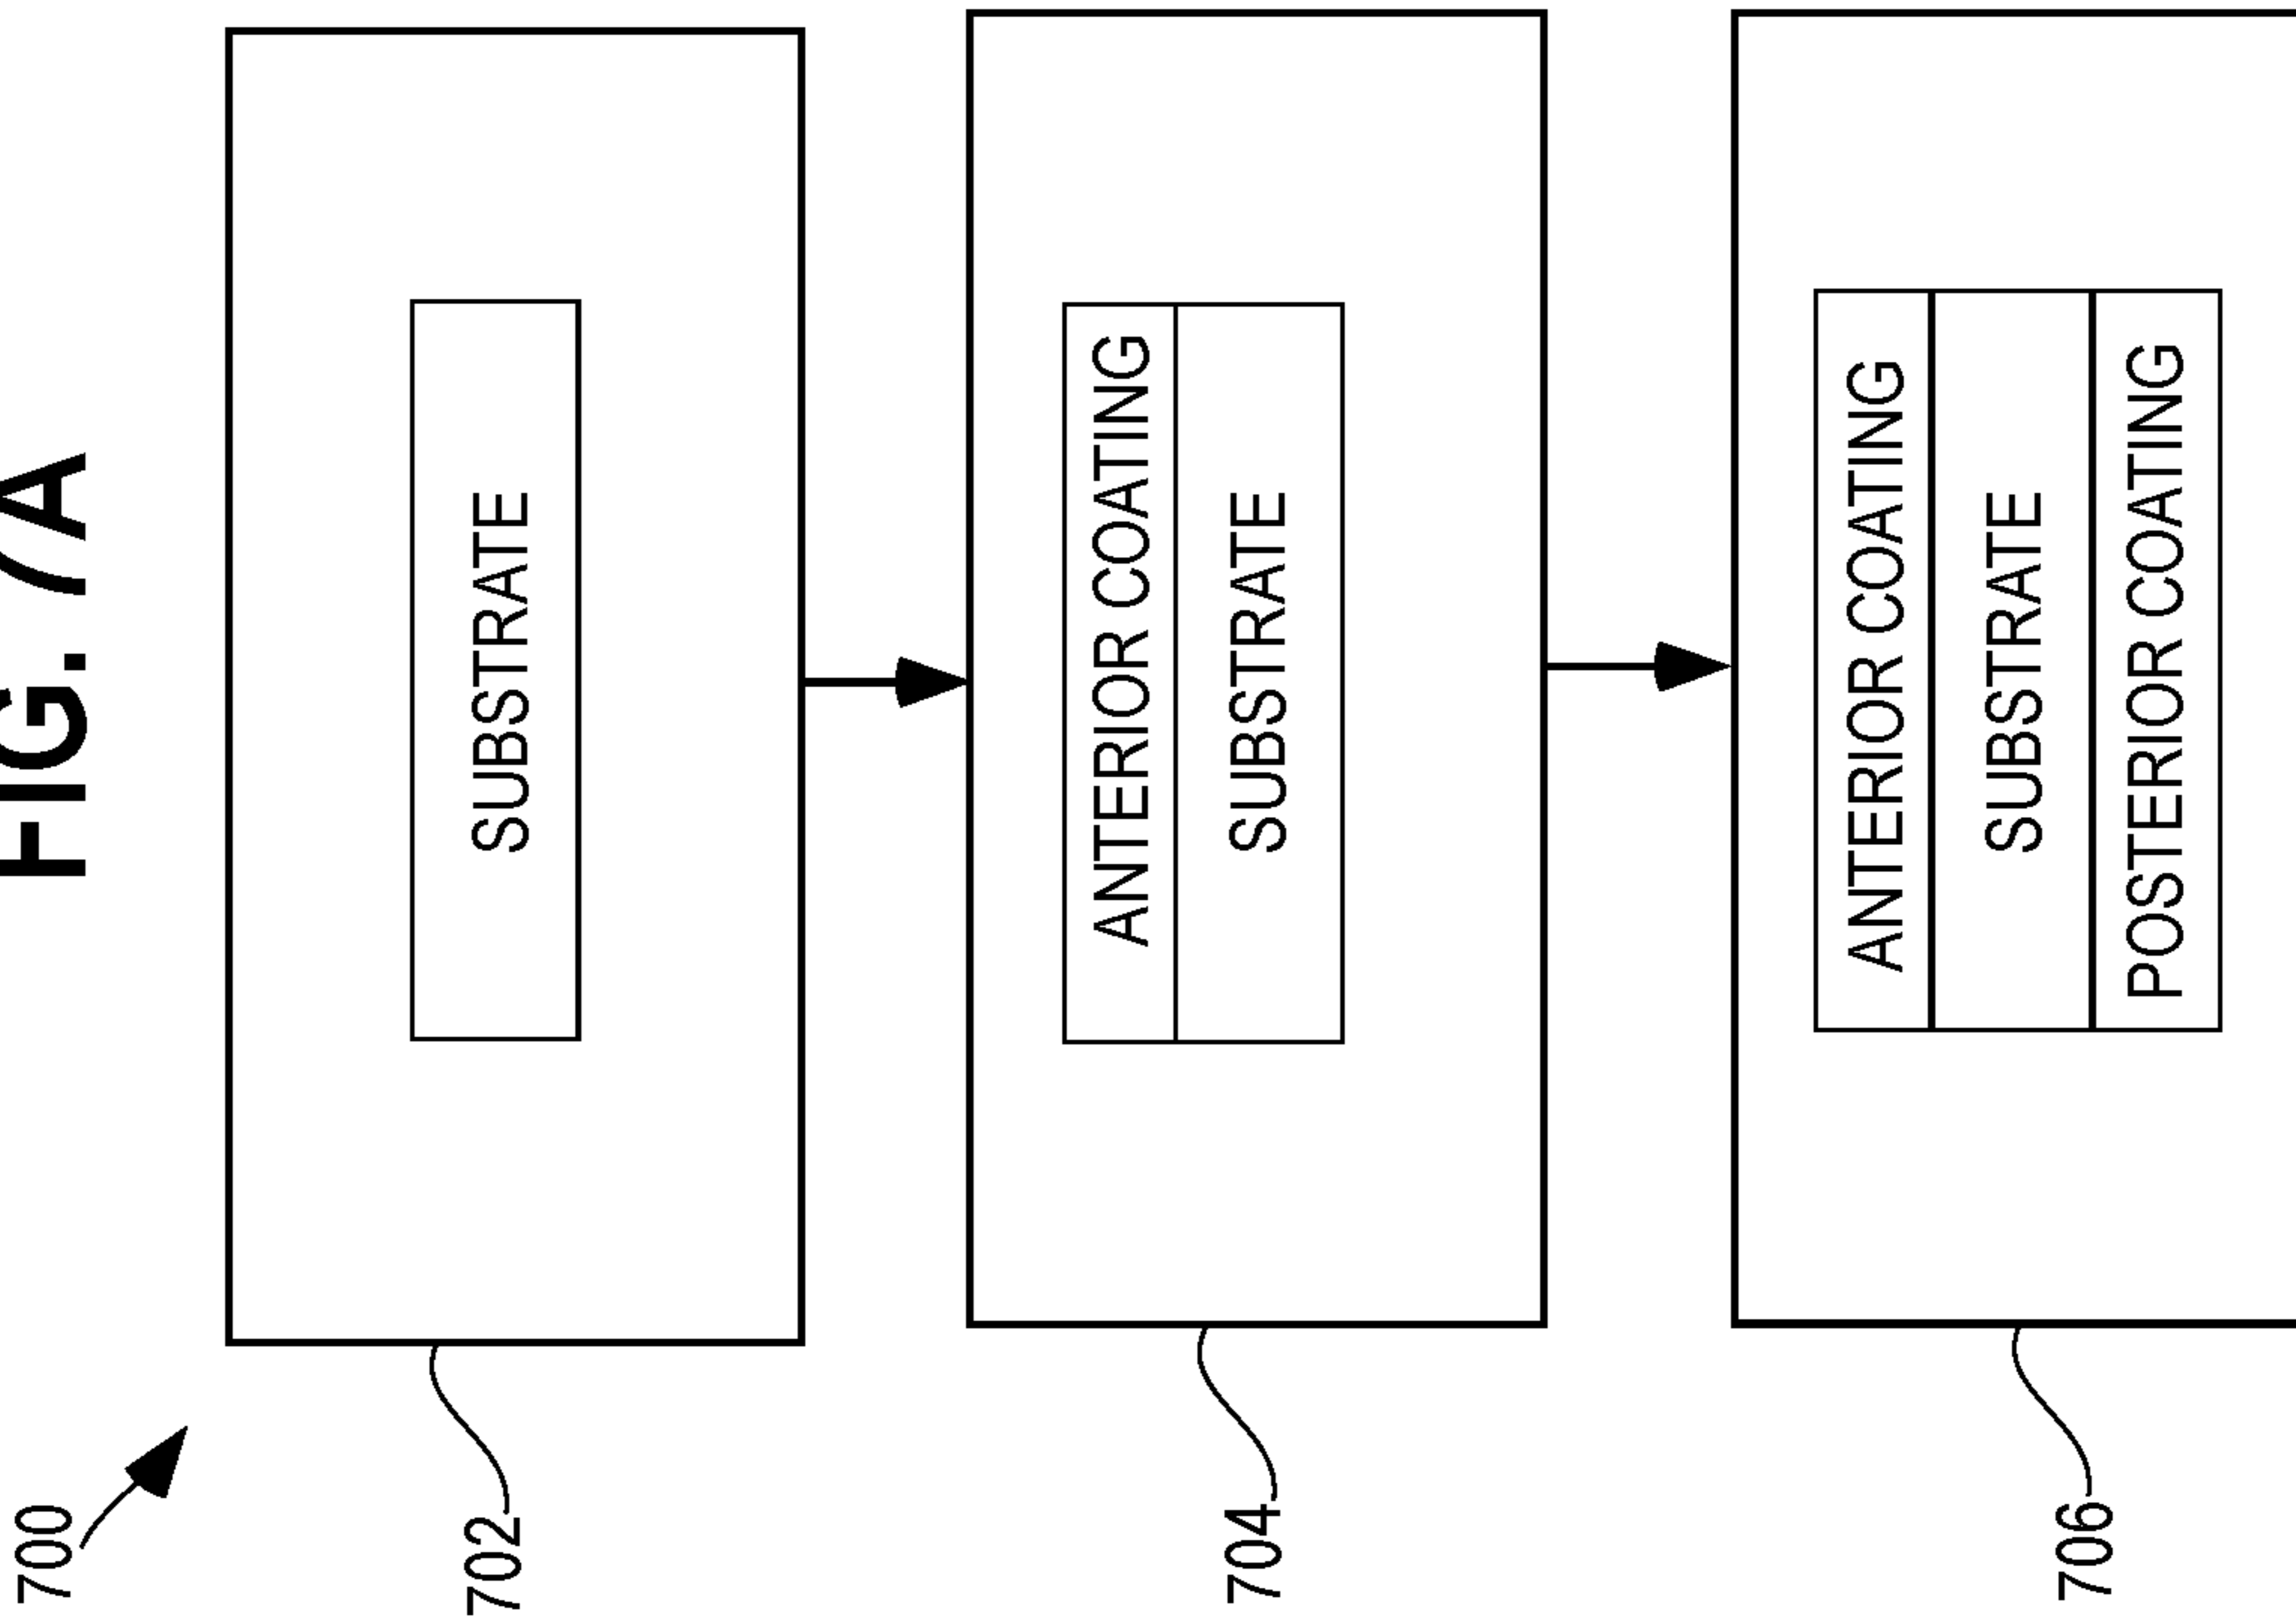 FIG. 7A
700
702
SUBSTRATE
704
ANTERIOR COATING
SUBSTRATE
706
ANTERIOR COATING
SUBSTRATE
POSTERIOR COATING